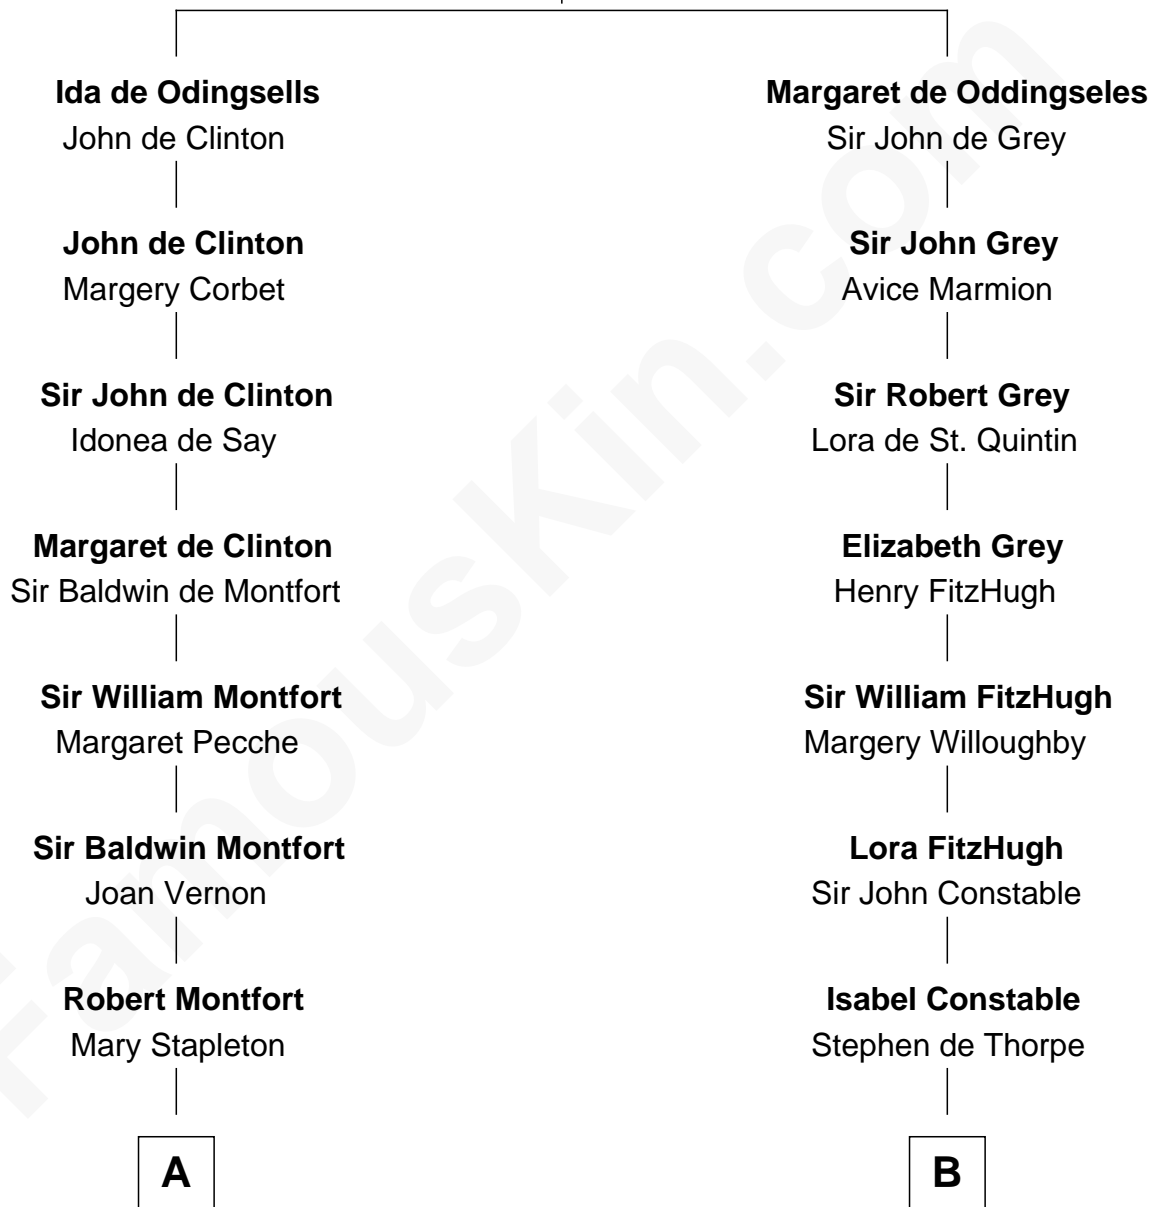 Ida de Odingsells
John de Clinton
John de Clinton
Margery Corbet
Sir John de Clinton
Idonea de Say
Margaret de Clinton
Sir Baldwin de Montfort
Sir William Montfort
Margaret Pecche
Sir Baldwin Montfort
Joan Vernon
Robert Montfort
Mary Stapleton
A
Margaret de Oddingseles
Sir John de Grey
Sir John Grey
Avice Marmion
Sir Robert Grey
Lora de St. Quintin
Elizabeth Grey
Henry FitzHugh
Sir William FitzHugh
Margery Willoughby
Lora FitzHugh
Sir John Constable
Isabel Constable
Stephen de Thorpe
B
FamousKin.com